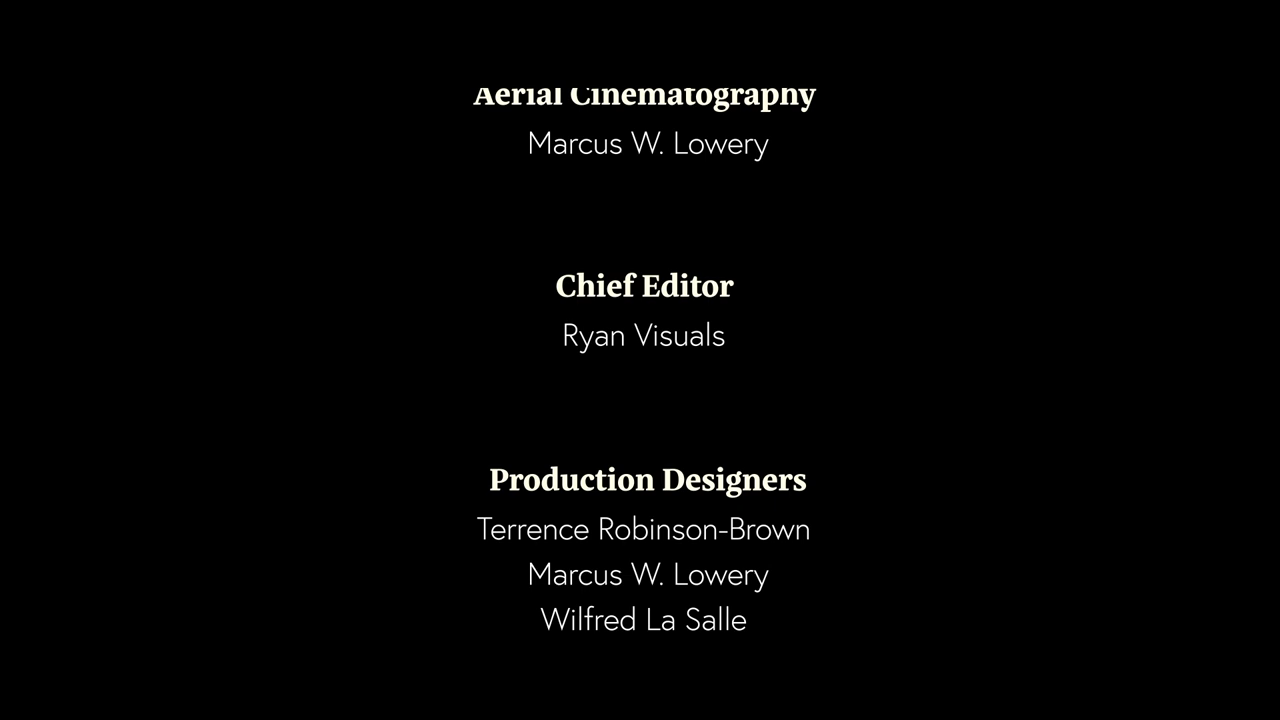 Aerial Cinematography
Marcus W. Lowery
Chief Editor
Ryan Visuals
Production Designers
Terrence Robinson-Brown
Marcus W. Lowery
Wilfred La Salle